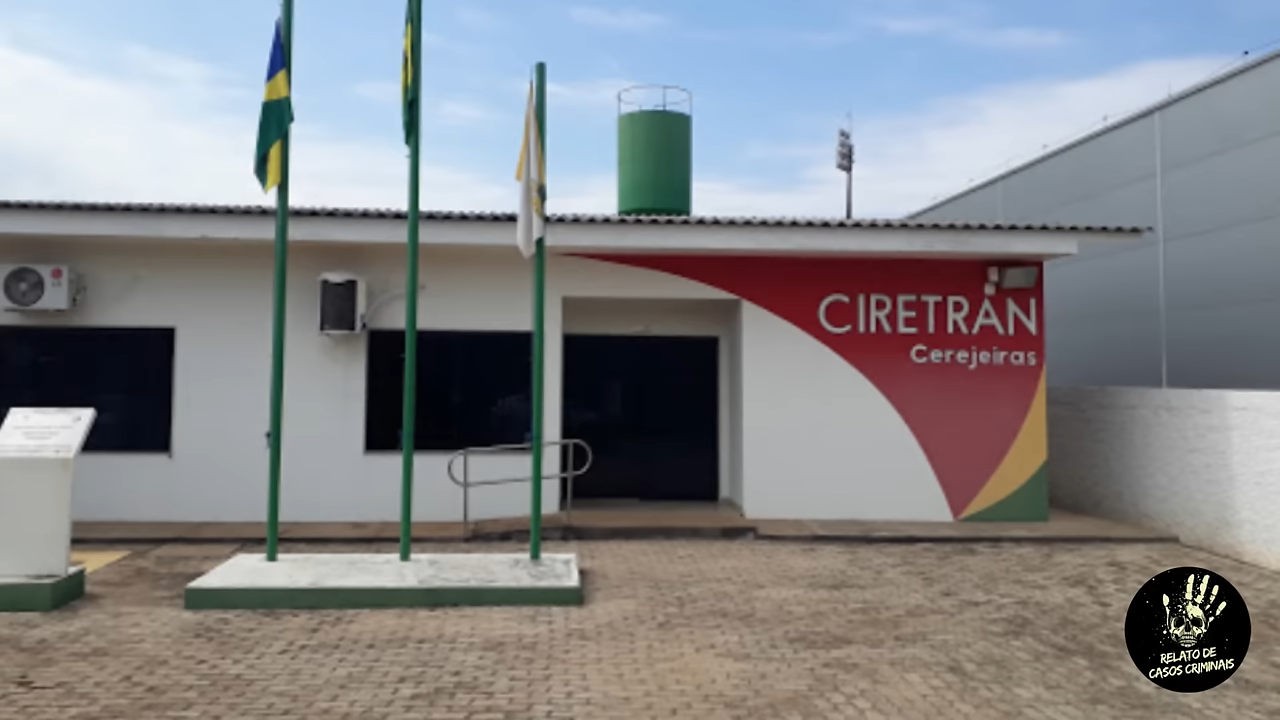 CIRETRAN
Cerejeiras
RELATO DE
CASOS CRIMINAIS